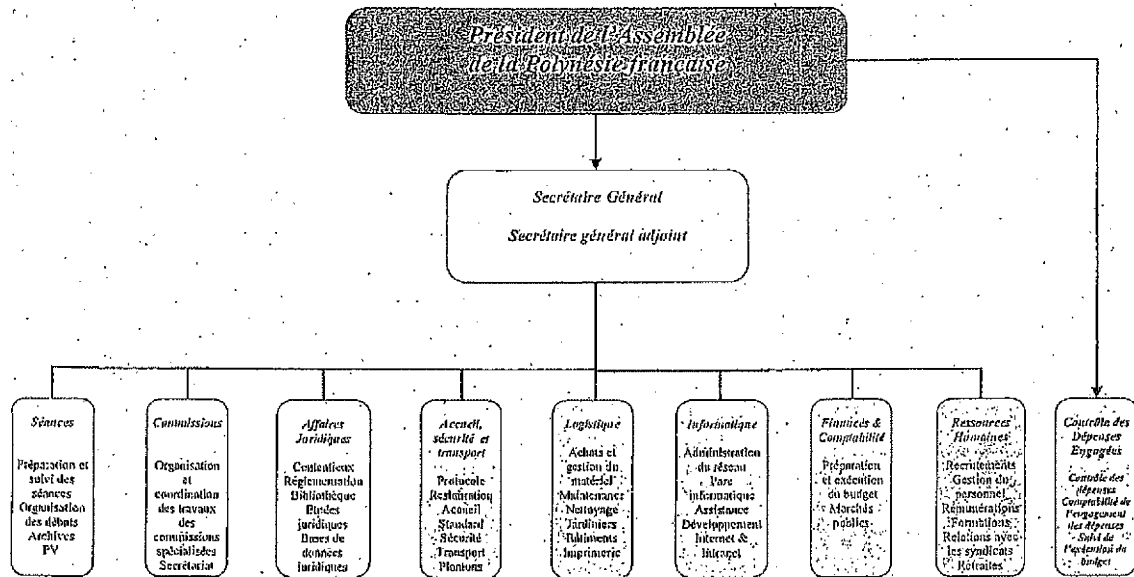 Président de l'Assemblée
de la Polynésie française
Secrétaire Général
Secrétaire général adjoint
Séances
Préparation et
suivi des
séances
Organisation
des débats
Archives
PV
Commissions
Organisation
et
coordination
des travaux
des
commissions
spécialisées
Secrétariat
Affaires
Juridiques
Contentieux
Réglementation
Bibliothèque
Etudes
juridiques
Bases de
données
juridiques
Accueil,
sécurité et
transport
Protocole
Restauration
Accueil
Standard
Sécurité
Transport
Plantons
Logistique
Achats et
gestion du
matériel
Maintenance
Nettoyage
Jardiniers
Bâtiments
Imprimerie
Informatique
Administration
du réseau
Parc
informatique
Assistance
Développement
Internet &
Intranet
Finances &
Comptabilité
Préparation
et exécution
du budget
Marchés
publics
Ressources
Humaines
Recrutements
Gestion du
personnel
Rémunérations
Formations
Relations avec
les syndicats
Retraites
Contrôle des
Dépenses
Engagées
Contrôle des
dépenses
Comptabilité de
l'engagement
des dépenses
Suivi de
l'exécution du
budget